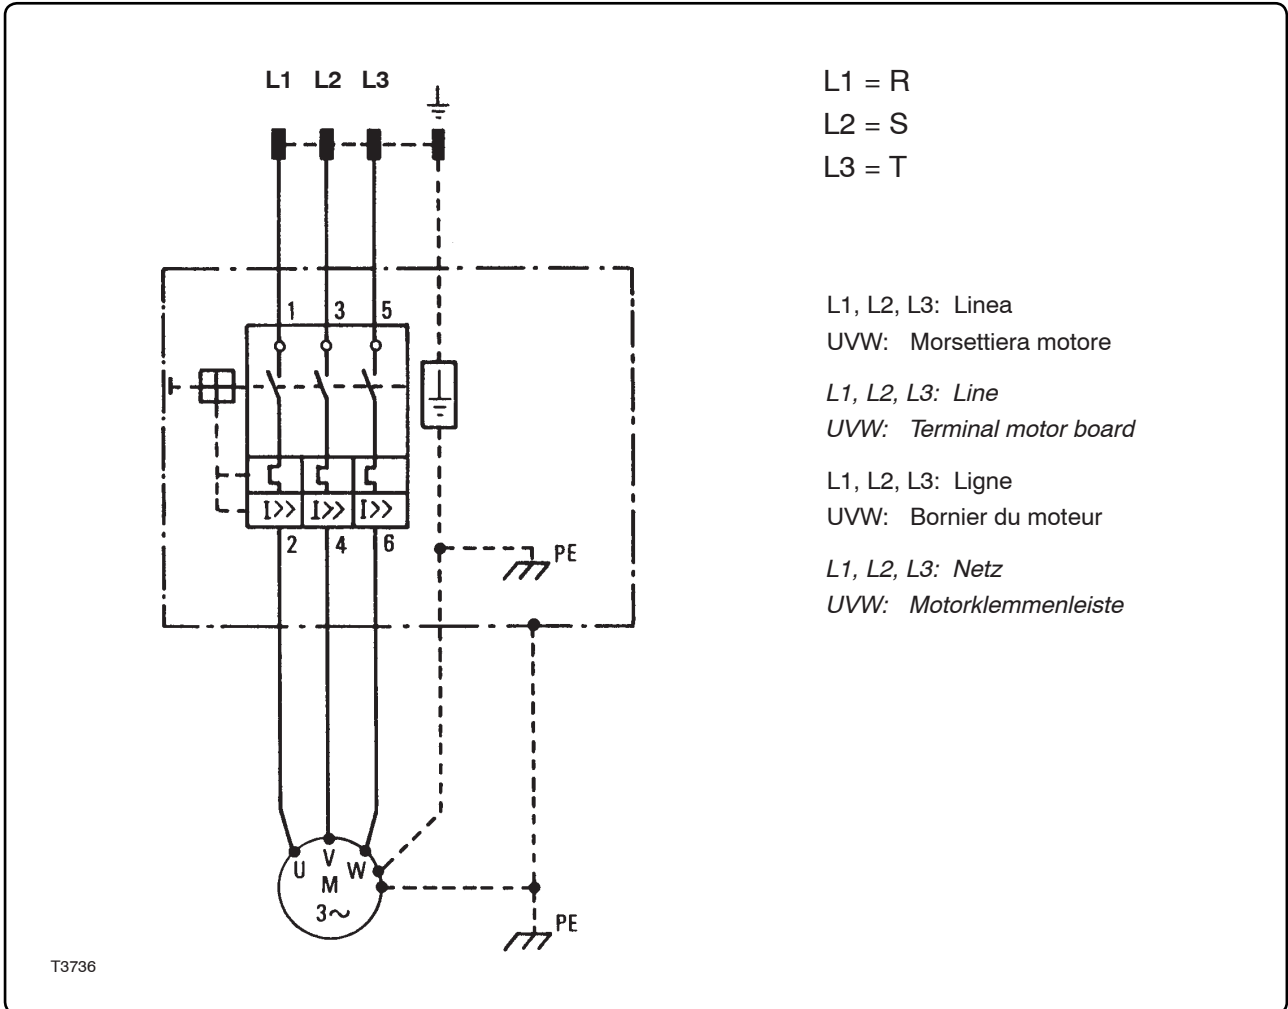 L1 L2 L3
L1 = R
L2 = S
L3 = T
1 3 5
L1, L2, L3: Linea
UVW: Morsettiera motore
L1, L2, L3: Line
UVW: Terminal motor board
L1, L2, L3: Ligne
UVW: Bornier du moteur
L1, L2, L3: Netz
UVW: Motorklemmenleiste
I>> I>> I>>
2 4 6
PE
U V W
M
3~
PE
T3736